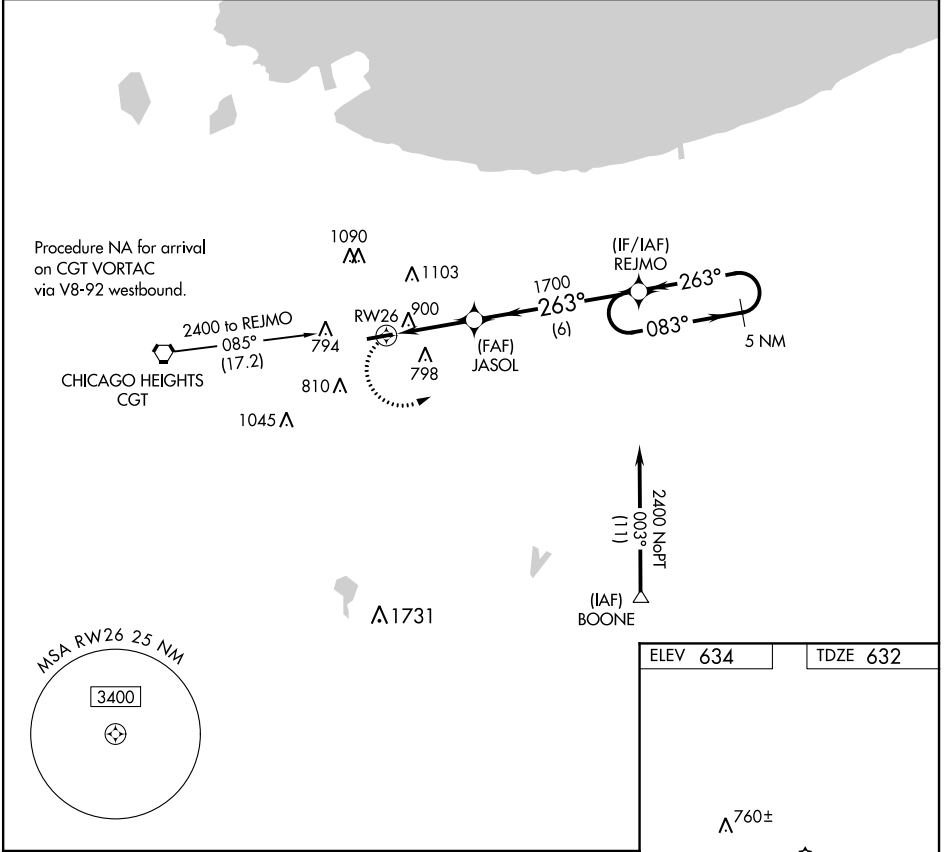 Procedure NA for arrival
on CGT VORTAC
via V8-92 westbound.
1090
1103
(IF/IAF)
REJMO
263°
083°
5 NM
1700
263°
(6)
RW26
900
(FAF)
JASOL
2400 to REJMO
085°
(17.2)
794
798
CHICAGO HEIGHTS
CGT
810
1045
2400 NoPT
003°
(11)
(IAF)
BOONE
1731
MSA RW26 25 NM
3400
ELEV 634
TDZE 632
760±